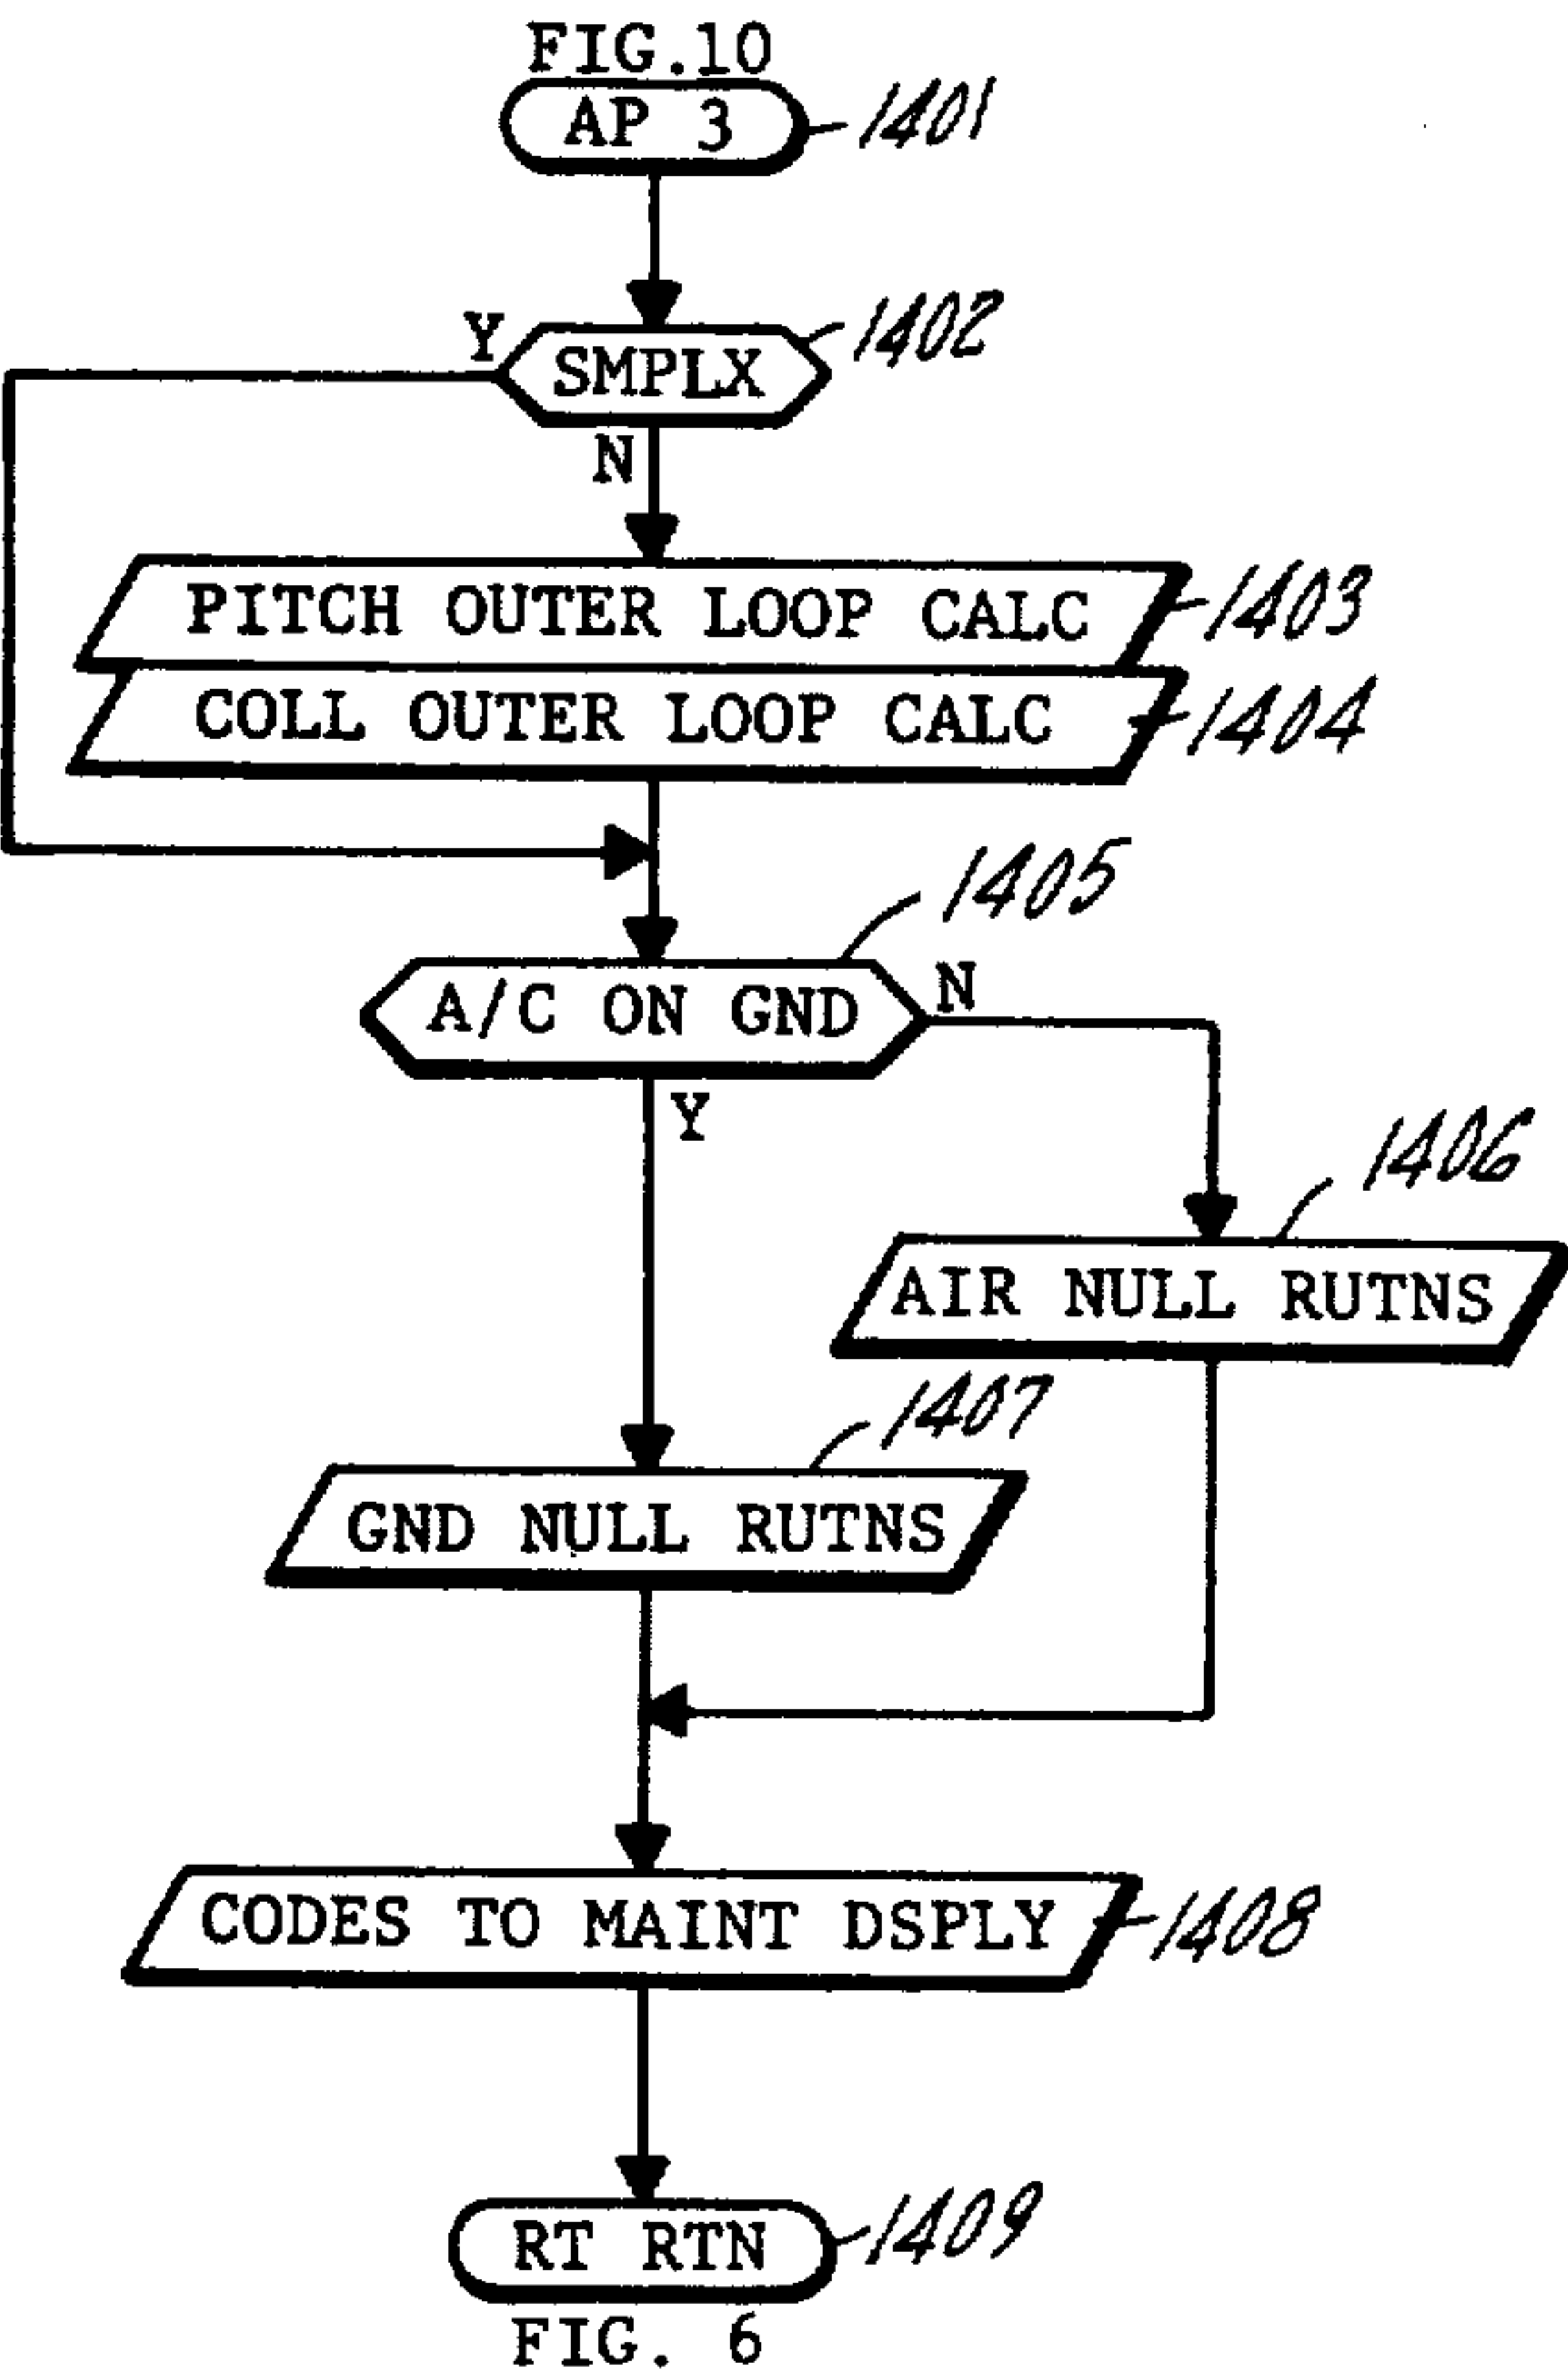 FIG.10
AP 3
1401
Y
SMPLX
1402
N
PITCH OUTER LOOP CALC
1403
COLL OUTER LOOP CALC
1404
1405
A/C ON GND
N
Y
1406
AIR NULL RUTNS
1407
GND NULL RUTNS
CODES TO MAINT DSPLY
1408
RT RTN
1409
FIG. 6